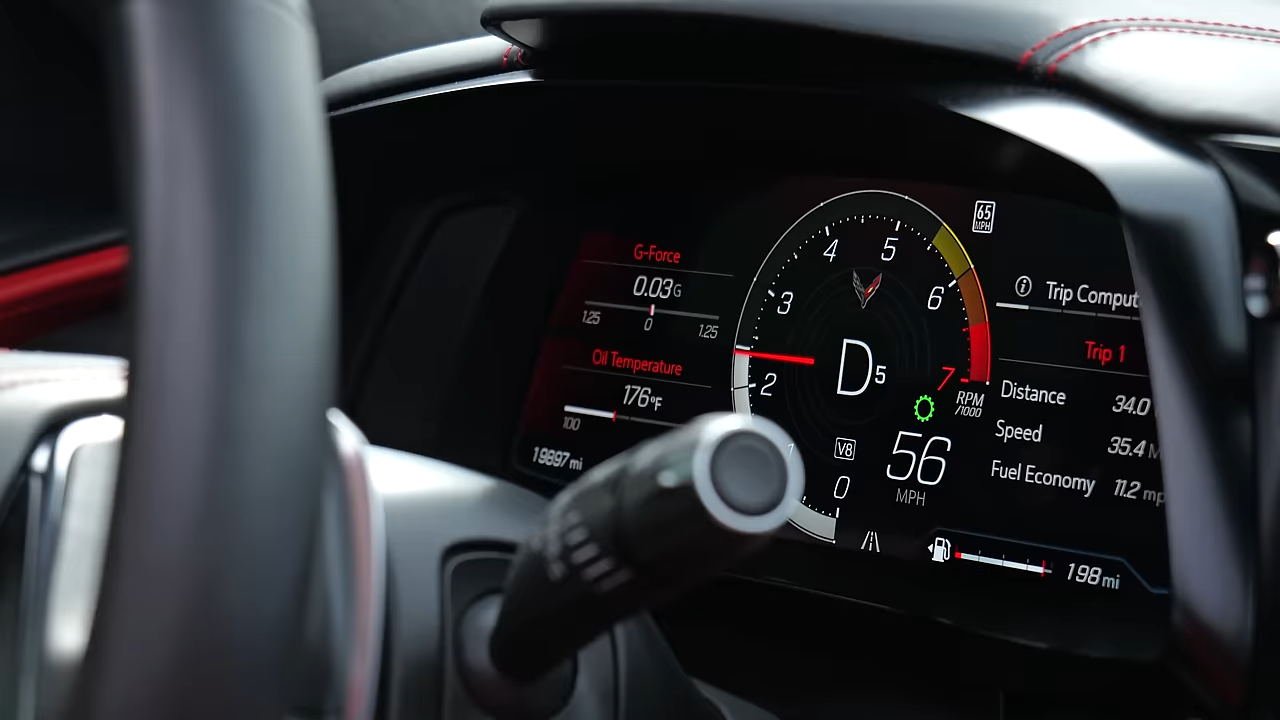 65
MPH
G-Force
0.03G
1.25 0 1.25
Oil Temperature
176°F
100
19897 mi
0
1
2
3
4
5
6
7
RPM
/1000
D5
V8
56
MPH
Trip Comput
Trip 1
Distance 34.0
Speed 35.4 M
Fuel Economy 11.2 mp
198 mi